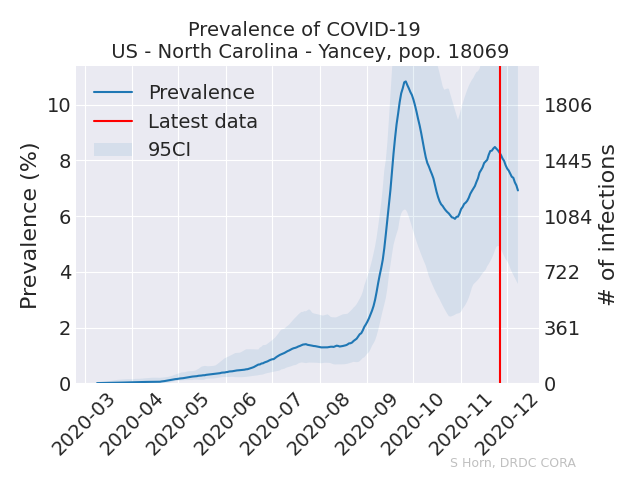 Prevalence of COVID-19
US - North Carolina - Yancey, pop. 18069
Prevalence
Latest data
95CI
Prevalence (%)
10
8
6
4
2
0
1806
1445
1084
722
361
0
# of infections
2020-03
2020-04
2020-05
2020-06
2020-07
2020-08
2020-09
2020-10
2020-11
2020-12
S Horn, DRDC CORA